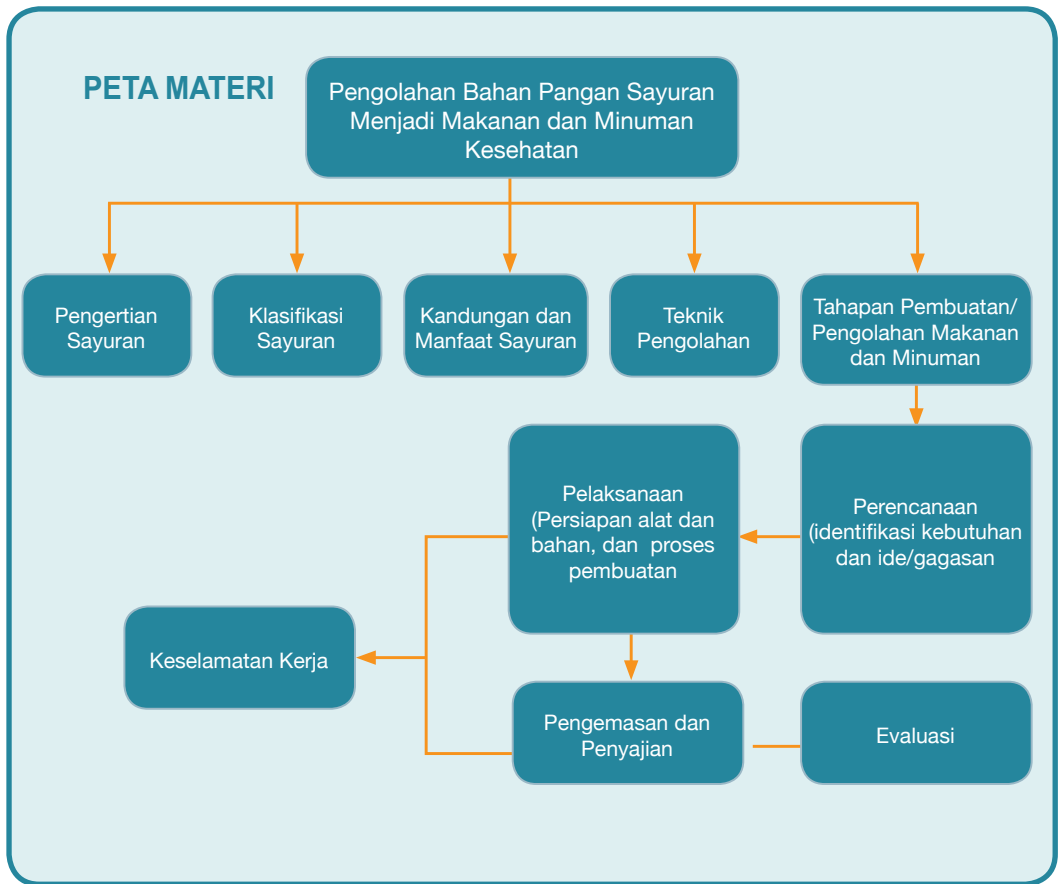 PETA MATERI
Pengolahan Bahan Pangan Sayuran
Menjadi Makanan dan Minuman
Kesehatan
Pengertian
Sayuran
Klasifikasi
Sayuran
Kandungan dan
Manfaat Sayuran
Teknik
Pengolahan
Tahapan Pembuatan/
Pengolahan Makanan
dan Minuman
Pelaksanaan
(Persiapan alat dan
bahan, dan proses
pembuatan
Perencanaan
(identifikasi kebutuhan
dan ide/gagasan
Keselamatan Kerja
Pengemasan dan
Penyajian
Evaluasi